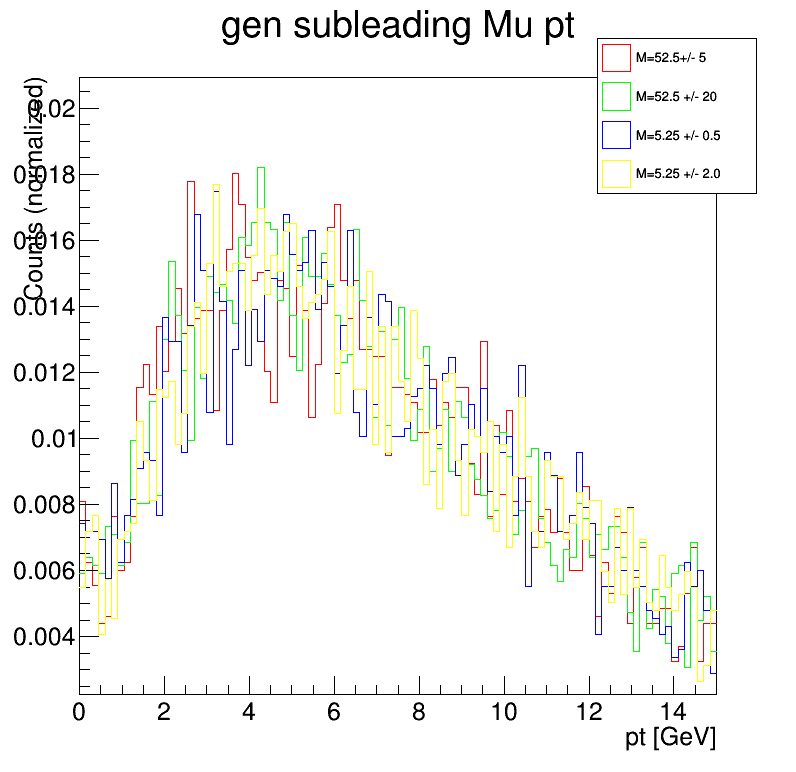 gen subleading Mu pt
M=52.5+/- 5
M=52.5 +/- 20
M=5.25 +/- 0.5
M=5.25 +/- 2.0
Counts (normalized)
0.02
0.018
0.016
0.014
0.012
0.01
0.008
0.006
0.004
0 2 4 6 8 10 12 14
pt [GeV]